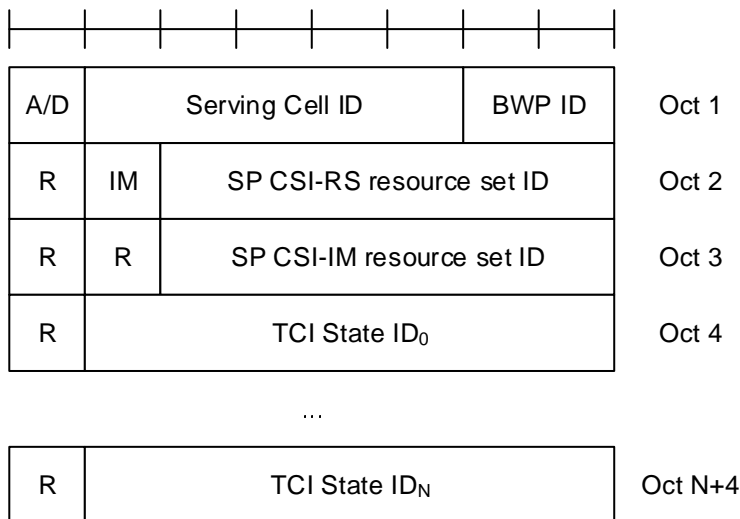 A/D Serving Cell ID BWP ID Oct 1
R IM SP CSI-RS resource set ID Oct 2
R R SP CSI-IM resource set ID Oct 3
R TCI State ID₀ Oct 4
...
R TCI State IDN Oct N+4